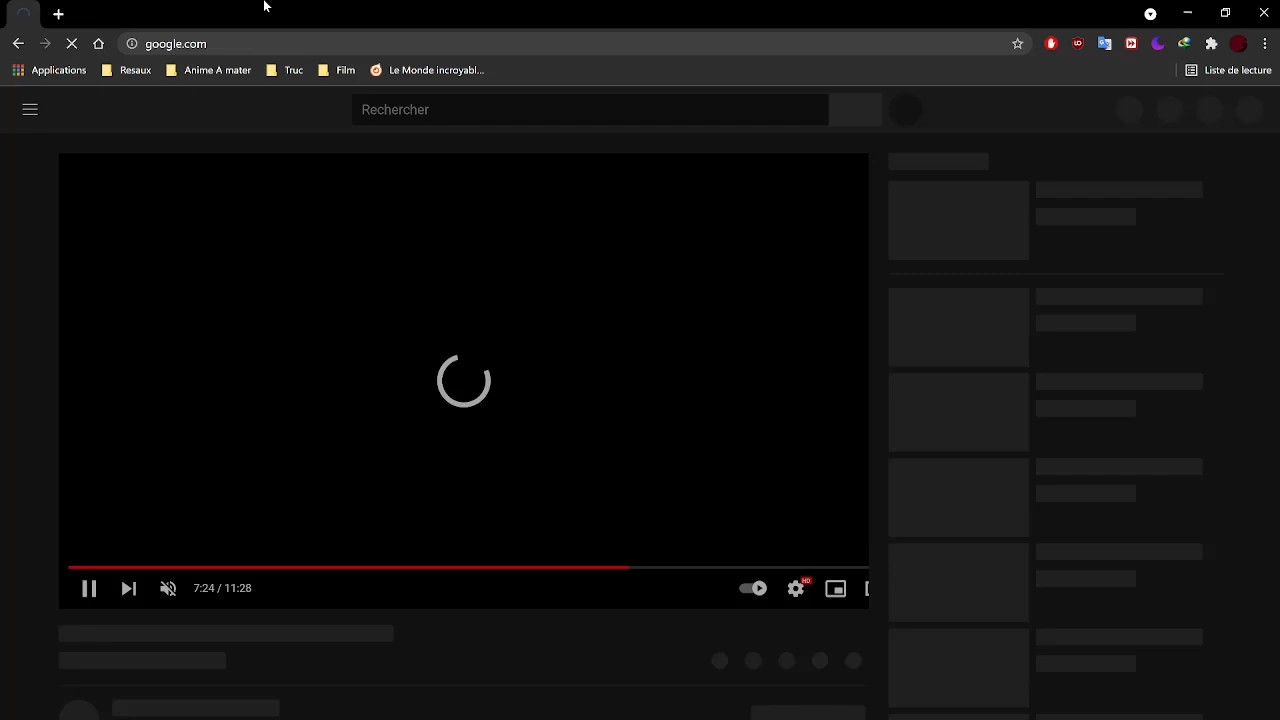 google.com
Applications Resaux Anime A mater Truc Film Le Monde incroyabl... Liste de lecture
Rechercher
7:24 / 11:28
HD